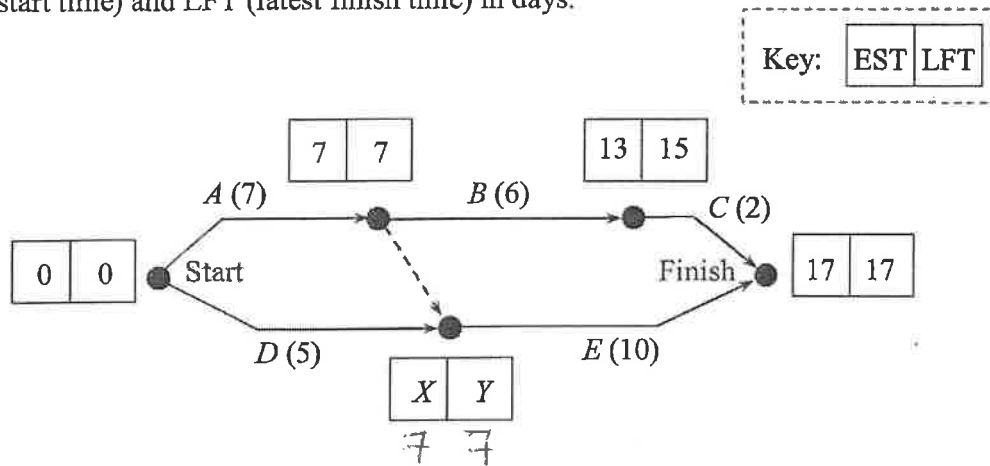 start time) and LFT (latest finish time) in days.
Key: EST LFT
7 7
13 15
A (7)
B (6)
C (2)
0 0
Start
Finish
17 17
D (5)
E (10)
X Y
7 7